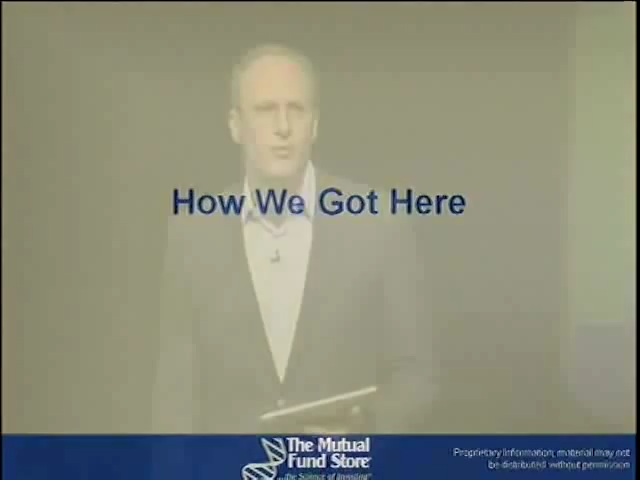 How We Got Here
The Mutual
Fund Store
...the Science of Investing
Proprietary Information; material may not
be distributed without permission